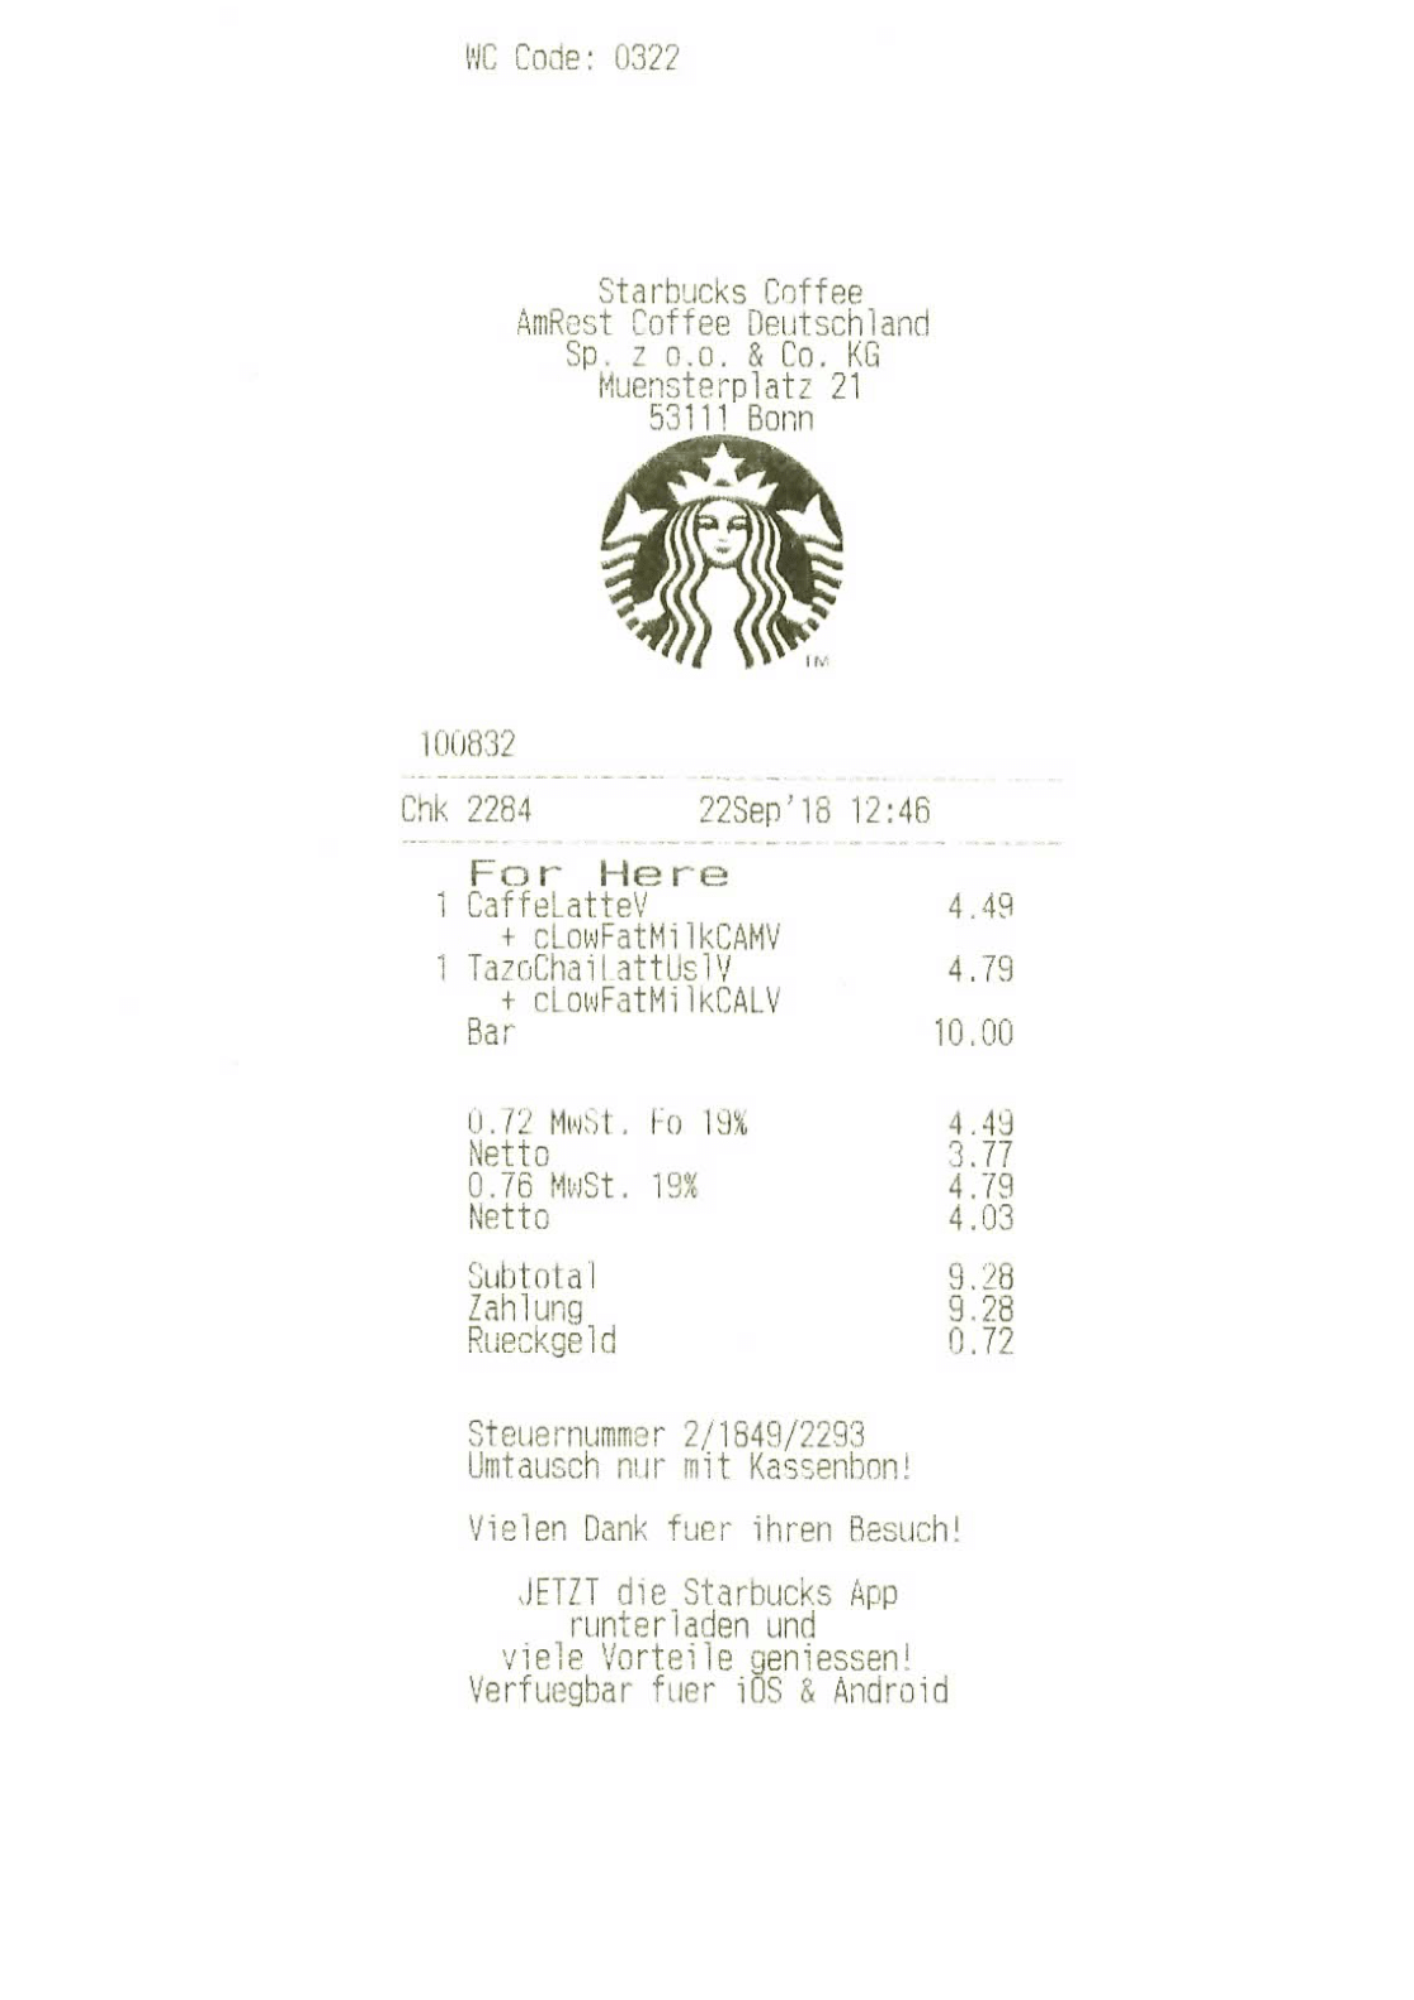 WC Code: 0322
Starbucks Coffee
AmRest Coffee Deutschland
Sp. z o.o. & Co. KG
Muensterplatz 21
53111 Bonn
TM
100832
Chk 2284 22Sep'18 12:46
For Here
1 CaffeLatteV 4.49
+ cLowFatMilkCAMV
1 TazoChaiLattUslV 4.79
+ cLowFatMilkCALV
Bar 10.00
0.72 MwSt. Fo 19% 4.49
Netto 3.77
0.76 MwSt. 19% 4.79
Netto 4.03
Subtotal 9.28
Zahlung 9.28
Rueckgeld 0.72
Steuernummer 2/1849/2293
Umtausch nur mit Kassenbon!
Vielen Dank fuer ihren Besuch!
JETZT die Starbucks App
runterladen und
viele Vorteile geniessen!
Verfuegbar fuer iOS & Android